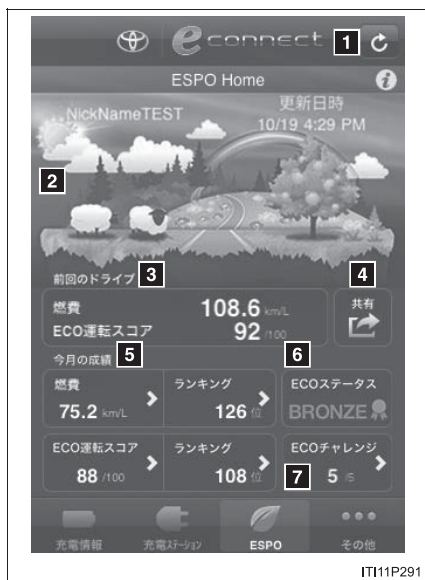 e connect 1
ESPO Home i
NickNameTEST
更新日時
10/19 4:29 PM
2
前回のドライブ 3
4
燃費 108.6 km/L
ECO運転スコア 92 /100
共有
今月の成績 5
6
燃費
75.2 km/L
ランキング
126 位
ECOステータス
BRONZE
ECO運転スコア
88 /100
ランキング
108 位
ECOチャレンジ
7 5 /5
充電情報 充電ステーション ESPO その他
ITI11P291